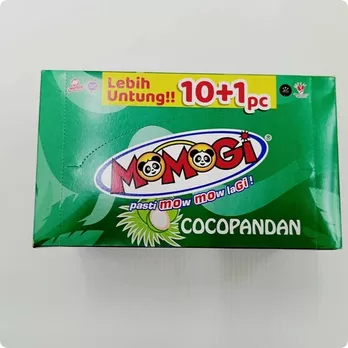 Lebih
Untung!! 10+1pc
MOMOGi ®
pasti mow mow laGi !
COCOPANDAN